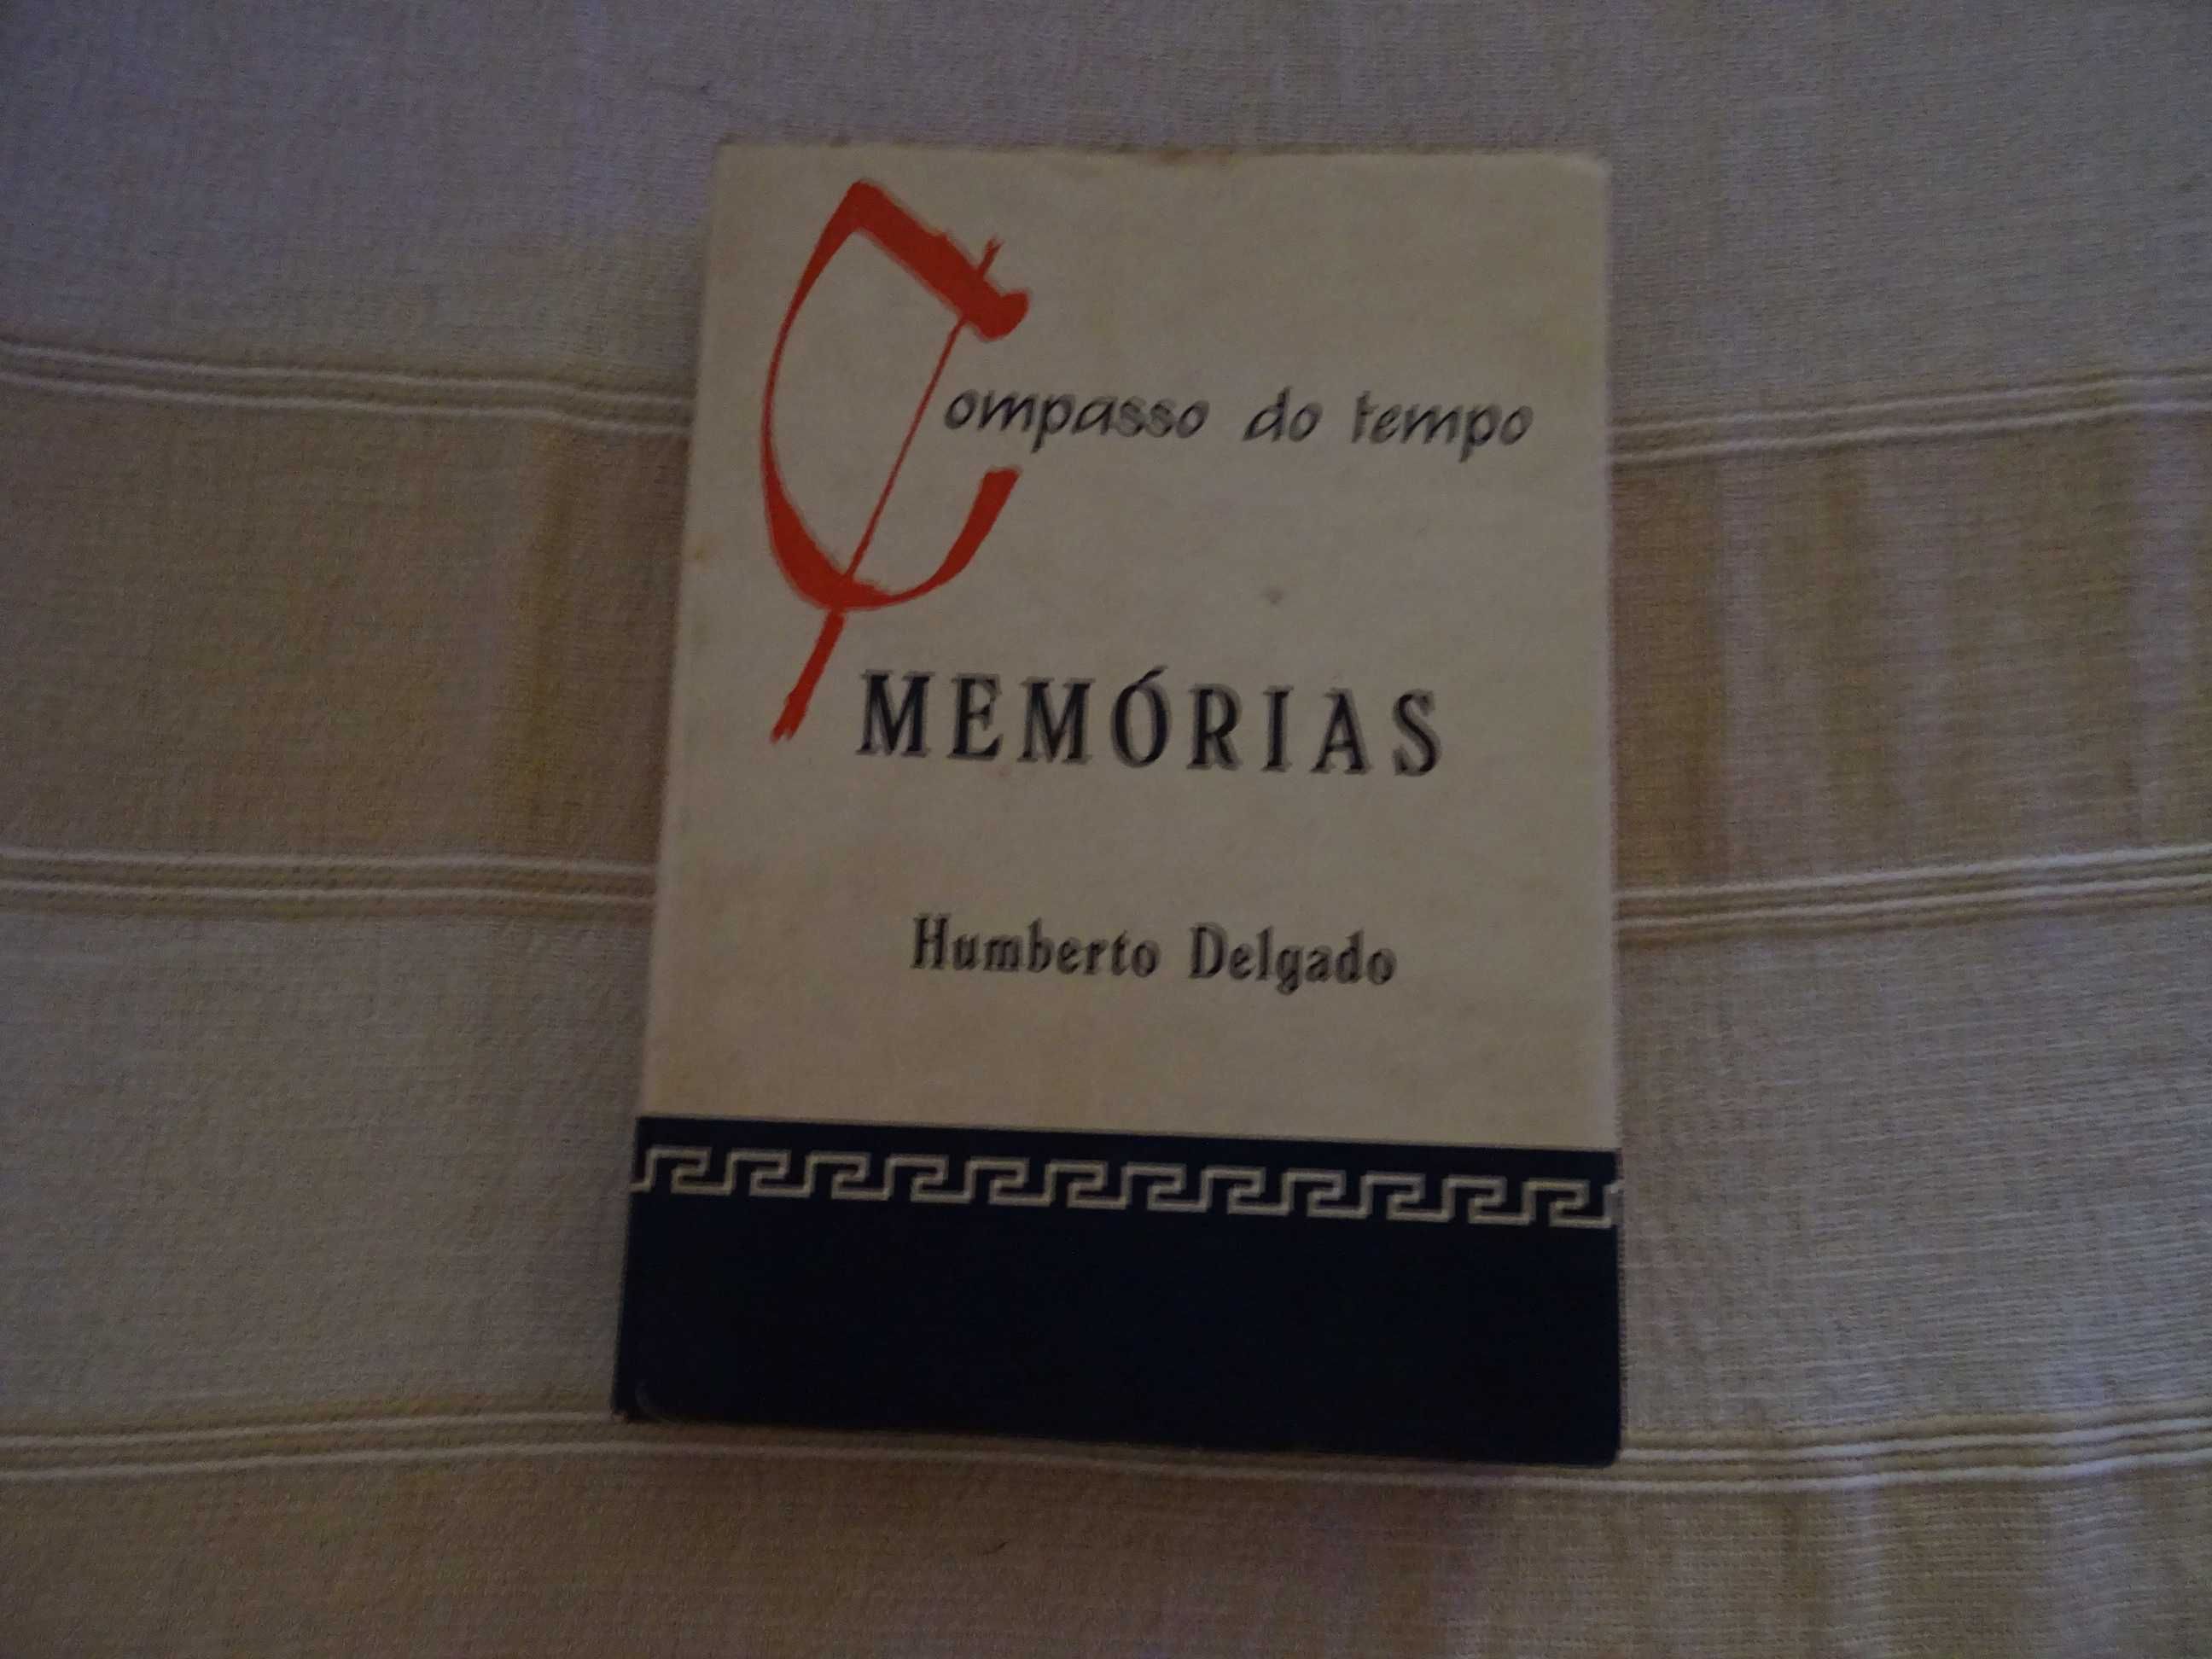 Compasso do tempo
MEMÓRIAS
Humberto Delgado